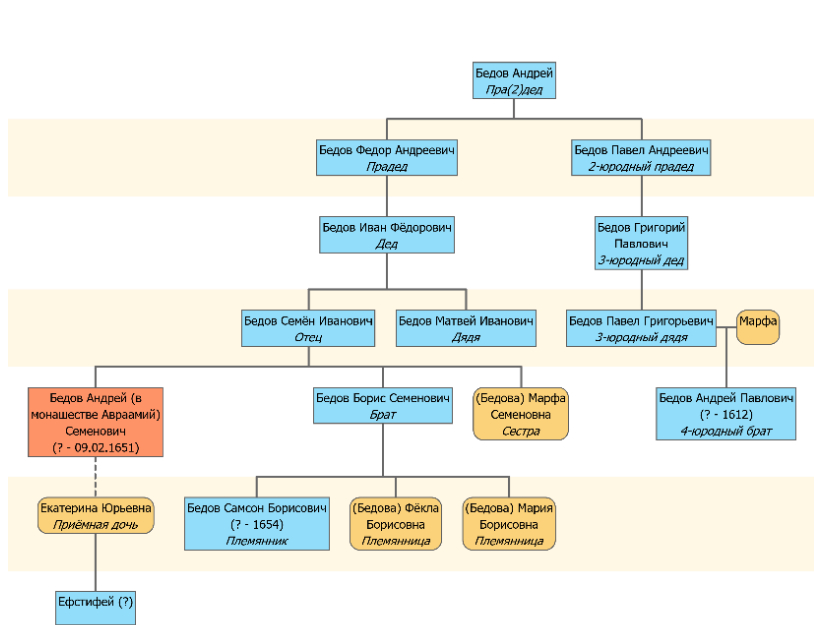 Бедов Андрей
Пра(2)дед
Бедов Федор Андреевич
Прадед
Бедов Павел Андреевич
2-юродный прадед
Бедов Иван Фёдорович
Дед
Бедов Григорий
Павлович
3-юродный дед
Бедов Семён Иванович
Отец
Бедов Матвей Иванович
Дядя
Бедов Павел Григорьевич
3-юродный дядя
Марфа
Бедов Андрей (в
монашестве Авраамий)
Семенович
(? - 09.02.1651)
Бедов Борис Семенович
Брат
(Бедова) Марфа
Семеновна
Сестра
Бедов Андрей Павлович
(? - 1612)
4-юродный брат
Екатерина Юрьевна
Приёмная дочь
Бедов Самсон Борисович
(? - 1654)
Племянник
(Бедова) Фёкла
Борисовна
Племянница
(Бедова) Мария
Борисовна
Племянница
Ефстифей (?)